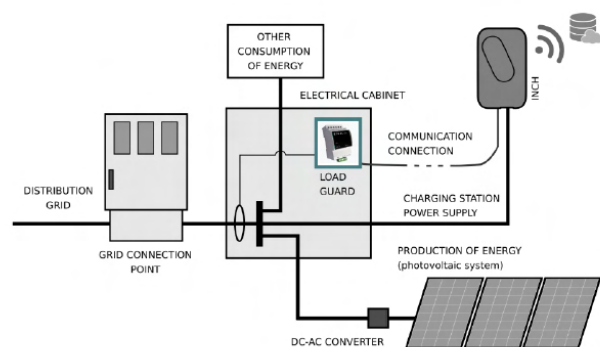 OTHER
CONSUMPTION
OF ENERGY
ELECTRICAL CABINET
INCH
COMMUNICATION
CONNECTION
LOAD
GUARD
DISTRIBUTION
GRID
CHARGING STATION
POWER SUPPLY
GRID CONNECTION
POINT
PRODUCTION OF ENERGY
(photovoltaic system)
DC-AC CONVERTER